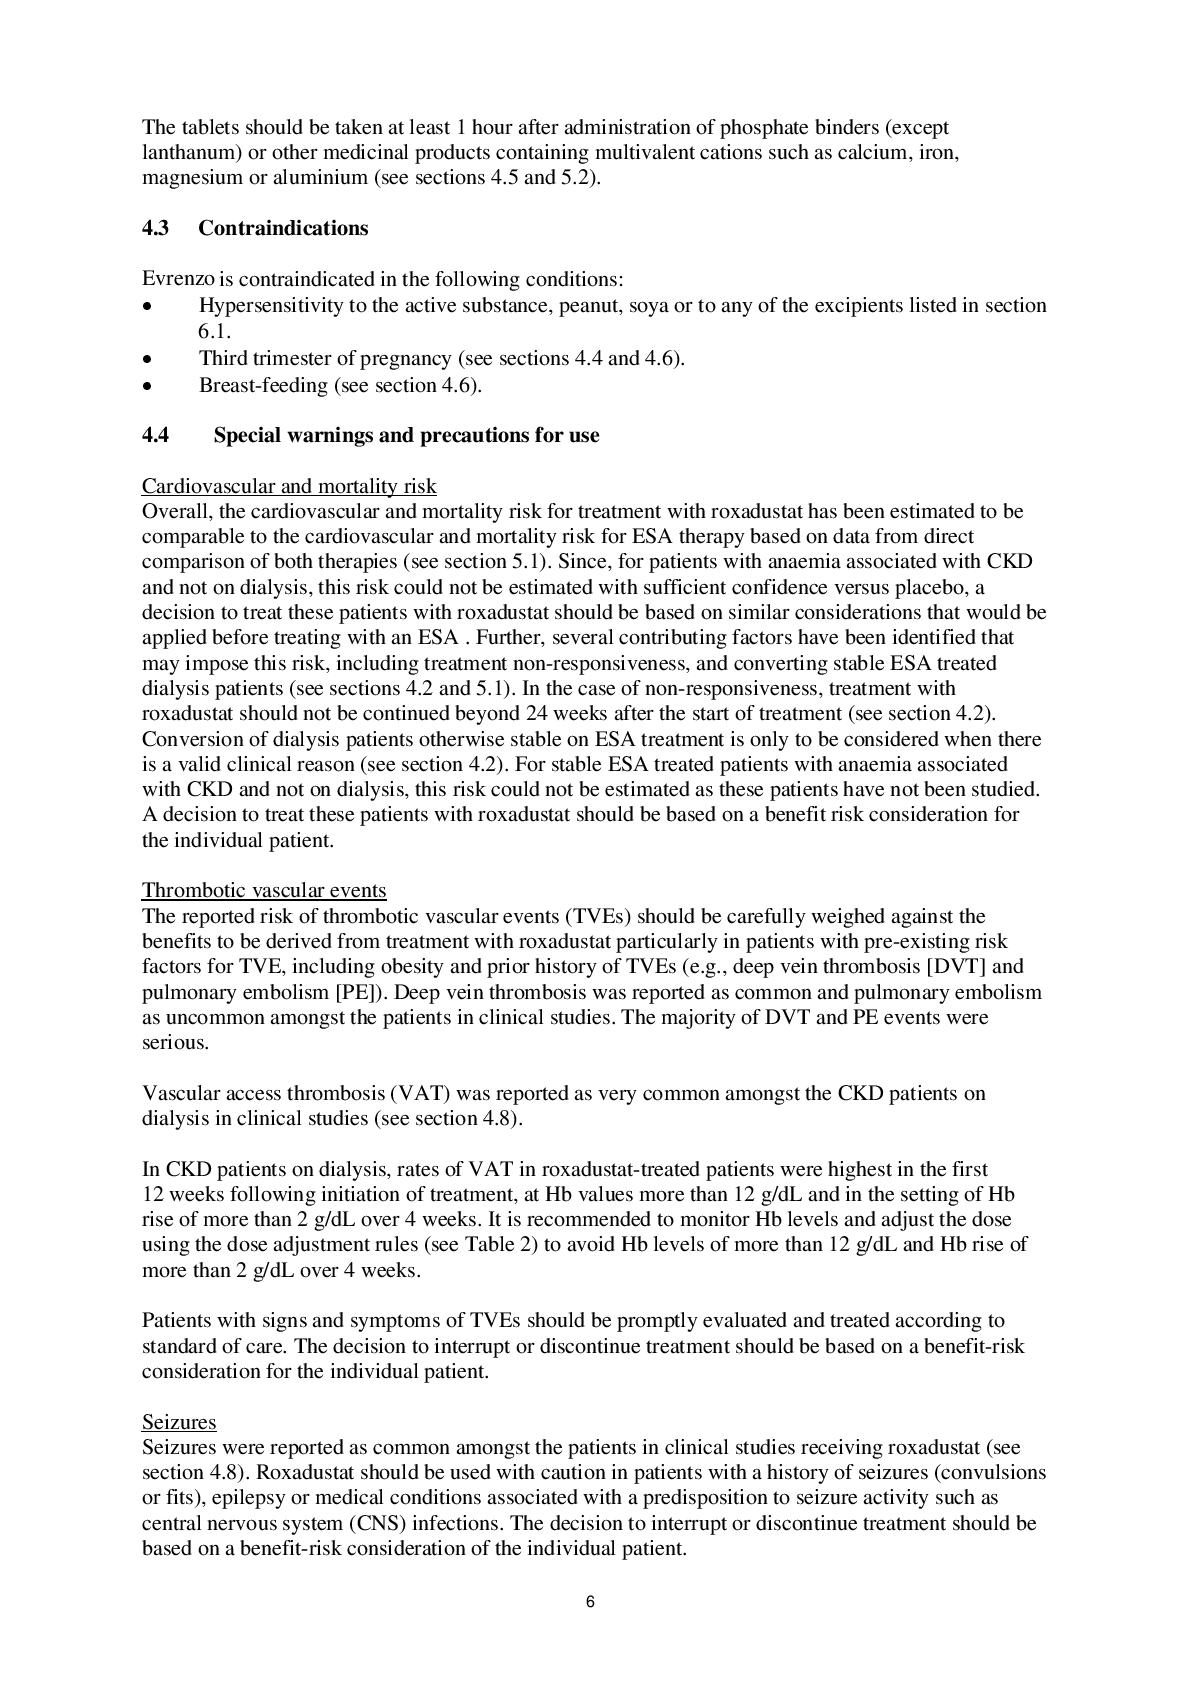 The tablets should be taken at least 1 hour after administration of phosphate binders (except
lanthanum) or other medicinal products containing multivalent cations such as calcium, iron,
magnesium or aluminium (see sections 4.5 and 5.2).
4.3 Contraindications
Evrenzo is contraindicated in the following conditions:
• Hypersensitivity to the active substance, peanut, soya or to any of the excipients listed in section
6.1.
• Third trimester of pregnancy (see sections 4.4 and 4.6).
• Breast-feeding (see section 4.6).
4.4 Special warnings and precautions for use
Cardiovascular and mortality risk
Overall, the cardiovascular and mortality risk for treatment with roxadustat has been estimated to be
comparable to the cardiovascular and mortality risk for ESA therapy based on data from direct
comparison of both therapies (see section 5.1). Since, for patients with anaemia associated with CKD
and not on dialysis, this risk could not be estimated with sufficient confidence versus placebo, a
decision to treat these patients with roxadustat should be based on similar considerations that would be
applied before treating with an ESA . Further, several contributing factors have been identified that
may impose this risk, including treatment non-responsiveness, and converting stable ESA treated
dialysis patients (see sections 4.2 and 5.1). In the case of non-responsiveness, treatment with
roxadustat should not be continued beyond 24 weeks after the start of treatment (see section 4.2).
Conversion of dialysis patients otherwise stable on ESA treatment is only to be considered when there
is a valid clinical reason (see section 4.2). For stable ESA treated patients with anaemia associated
with CKD and not on dialysis, this risk could not be estimated as these patients have not been studied.
A decision to treat these patients with roxadustat should be based on a benefit risk consideration for
the individual patient.
Thrombotic vascular events
The reported risk of thrombotic vascular events (TVEs) should be carefully weighed against the
benefits to be derived from treatment with roxadustat particularly in patients with pre-existing risk
factors for TVE, including obesity and prior history of TVEs (e.g., deep vein thrombosis [DVT] and
pulmonary embolism [PE]). Deep vein thrombosis was reported as common and pulmonary embolism
as uncommon amongst the patients in clinical studies. The majority of DVT and PE events were
serious.
Vascular access thrombosis (VAT) was reported as very common amongst the CKD patients on
dialysis in clinical studies (see section 4.8).
In CKD patients on dialysis, rates of VAT in roxadustat-treated patients were highest in the first
12 weeks following initiation of treatment, at Hb values more than 12 g/dL and in the setting of Hb
rise of more than 2 g/dL over 4 weeks. It is recommended to monitor Hb levels and adjust the dose
using the dose adjustment rules (see Table 2) to avoid Hb levels of more than 12 g/dL and Hb rise of
more than 2 g/dL over 4 weeks.
Patients with signs and symptoms of TVEs should be promptly evaluated and treated according to
standard of care. The decision to interrupt or discontinue treatment should be based on a benefit-risk
consideration for the individual patient.
Seizures
Seizures were reported as common amongst the patients in clinical studies receiving roxadustat (see
section 4.8). Roxadustat should be used with caution in patients with a history of seizures (convulsions
or fits), epilepsy or medical conditions associated with a predisposition to seizure activity such as
central nervous system (CNS) infections. The decision to interrupt or discontinue treatment should be
based on a benefit-risk consideration of the individual patient.
6